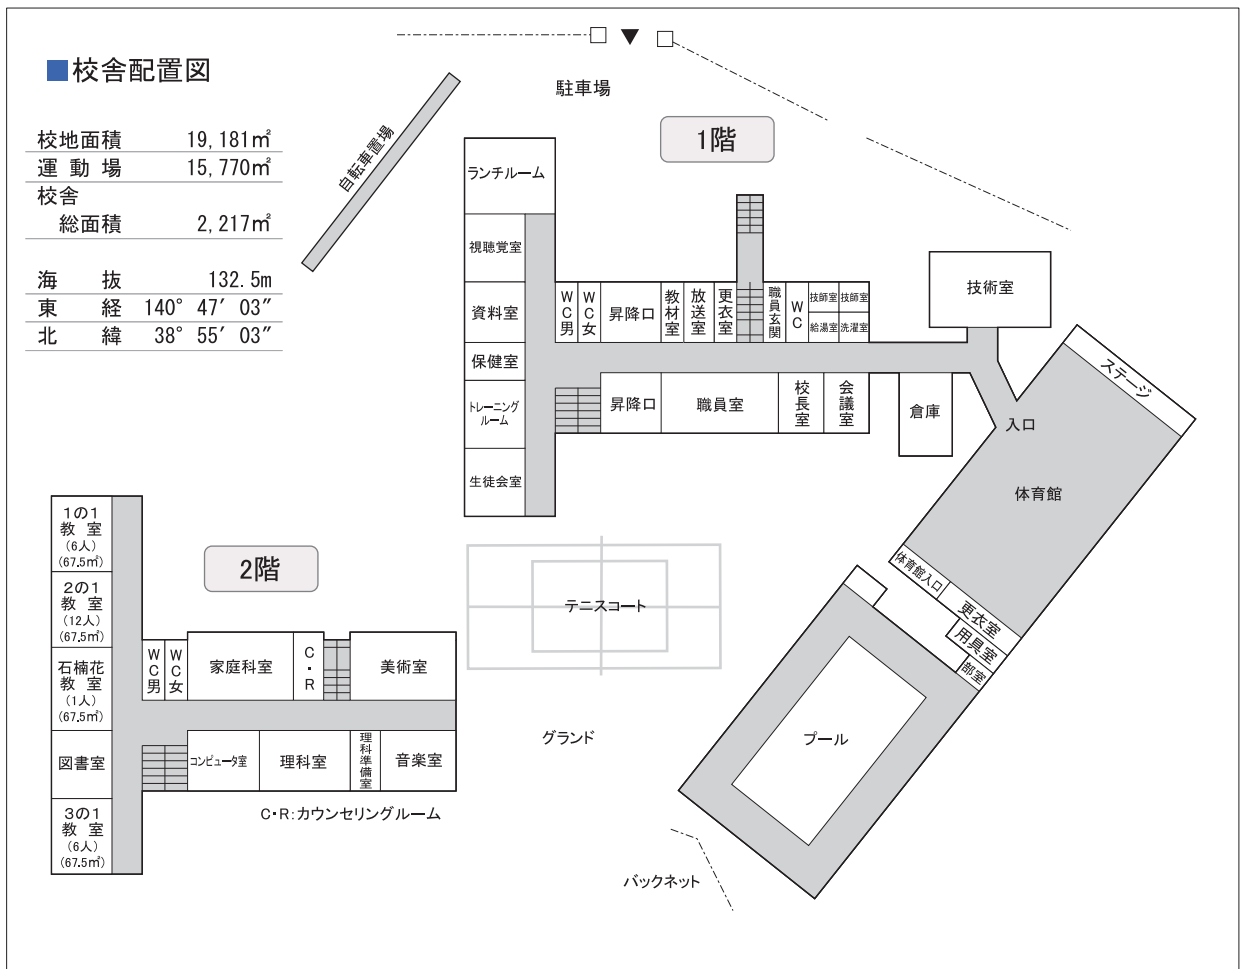 ■校舎配置図
校地面積 19,181㎡
運動場 15,770㎡
校舎
総面積 2,217㎡
海抜 132.5m
東経 140° 47′ 03″
北緯 38° 55′ 03″
駐車場
自転車置場
1階
ランチルーム
視聴覚室
資料室
保健室
トレーニング
ルーム
生徒会室
WC男
WC女
昇降口
教材室
放送室
更衣室
職員玄関
WC
技師室
技師室
給湯室
洗濯室
昇降口
職員室
校長室
会議室
倉庫
技術室
ステージ
入口
体育館
体育館入口
更衣室
用具室
部室
プール
テニスコート
グランド
バックネット
2階
1の1
教室
(6人)
(67.5㎡)
2の1
教室
(12人)
(67.5㎡)
石楠花
教室
(1人)
(67.5㎡)
図書室
3の1
教室
(6人)
(67.5㎡)
WC男
WC女
家庭科室
C・R
美術室
コンピュータ室
理科室
理科準備室
音楽室
C・R:カウンセリングルーム